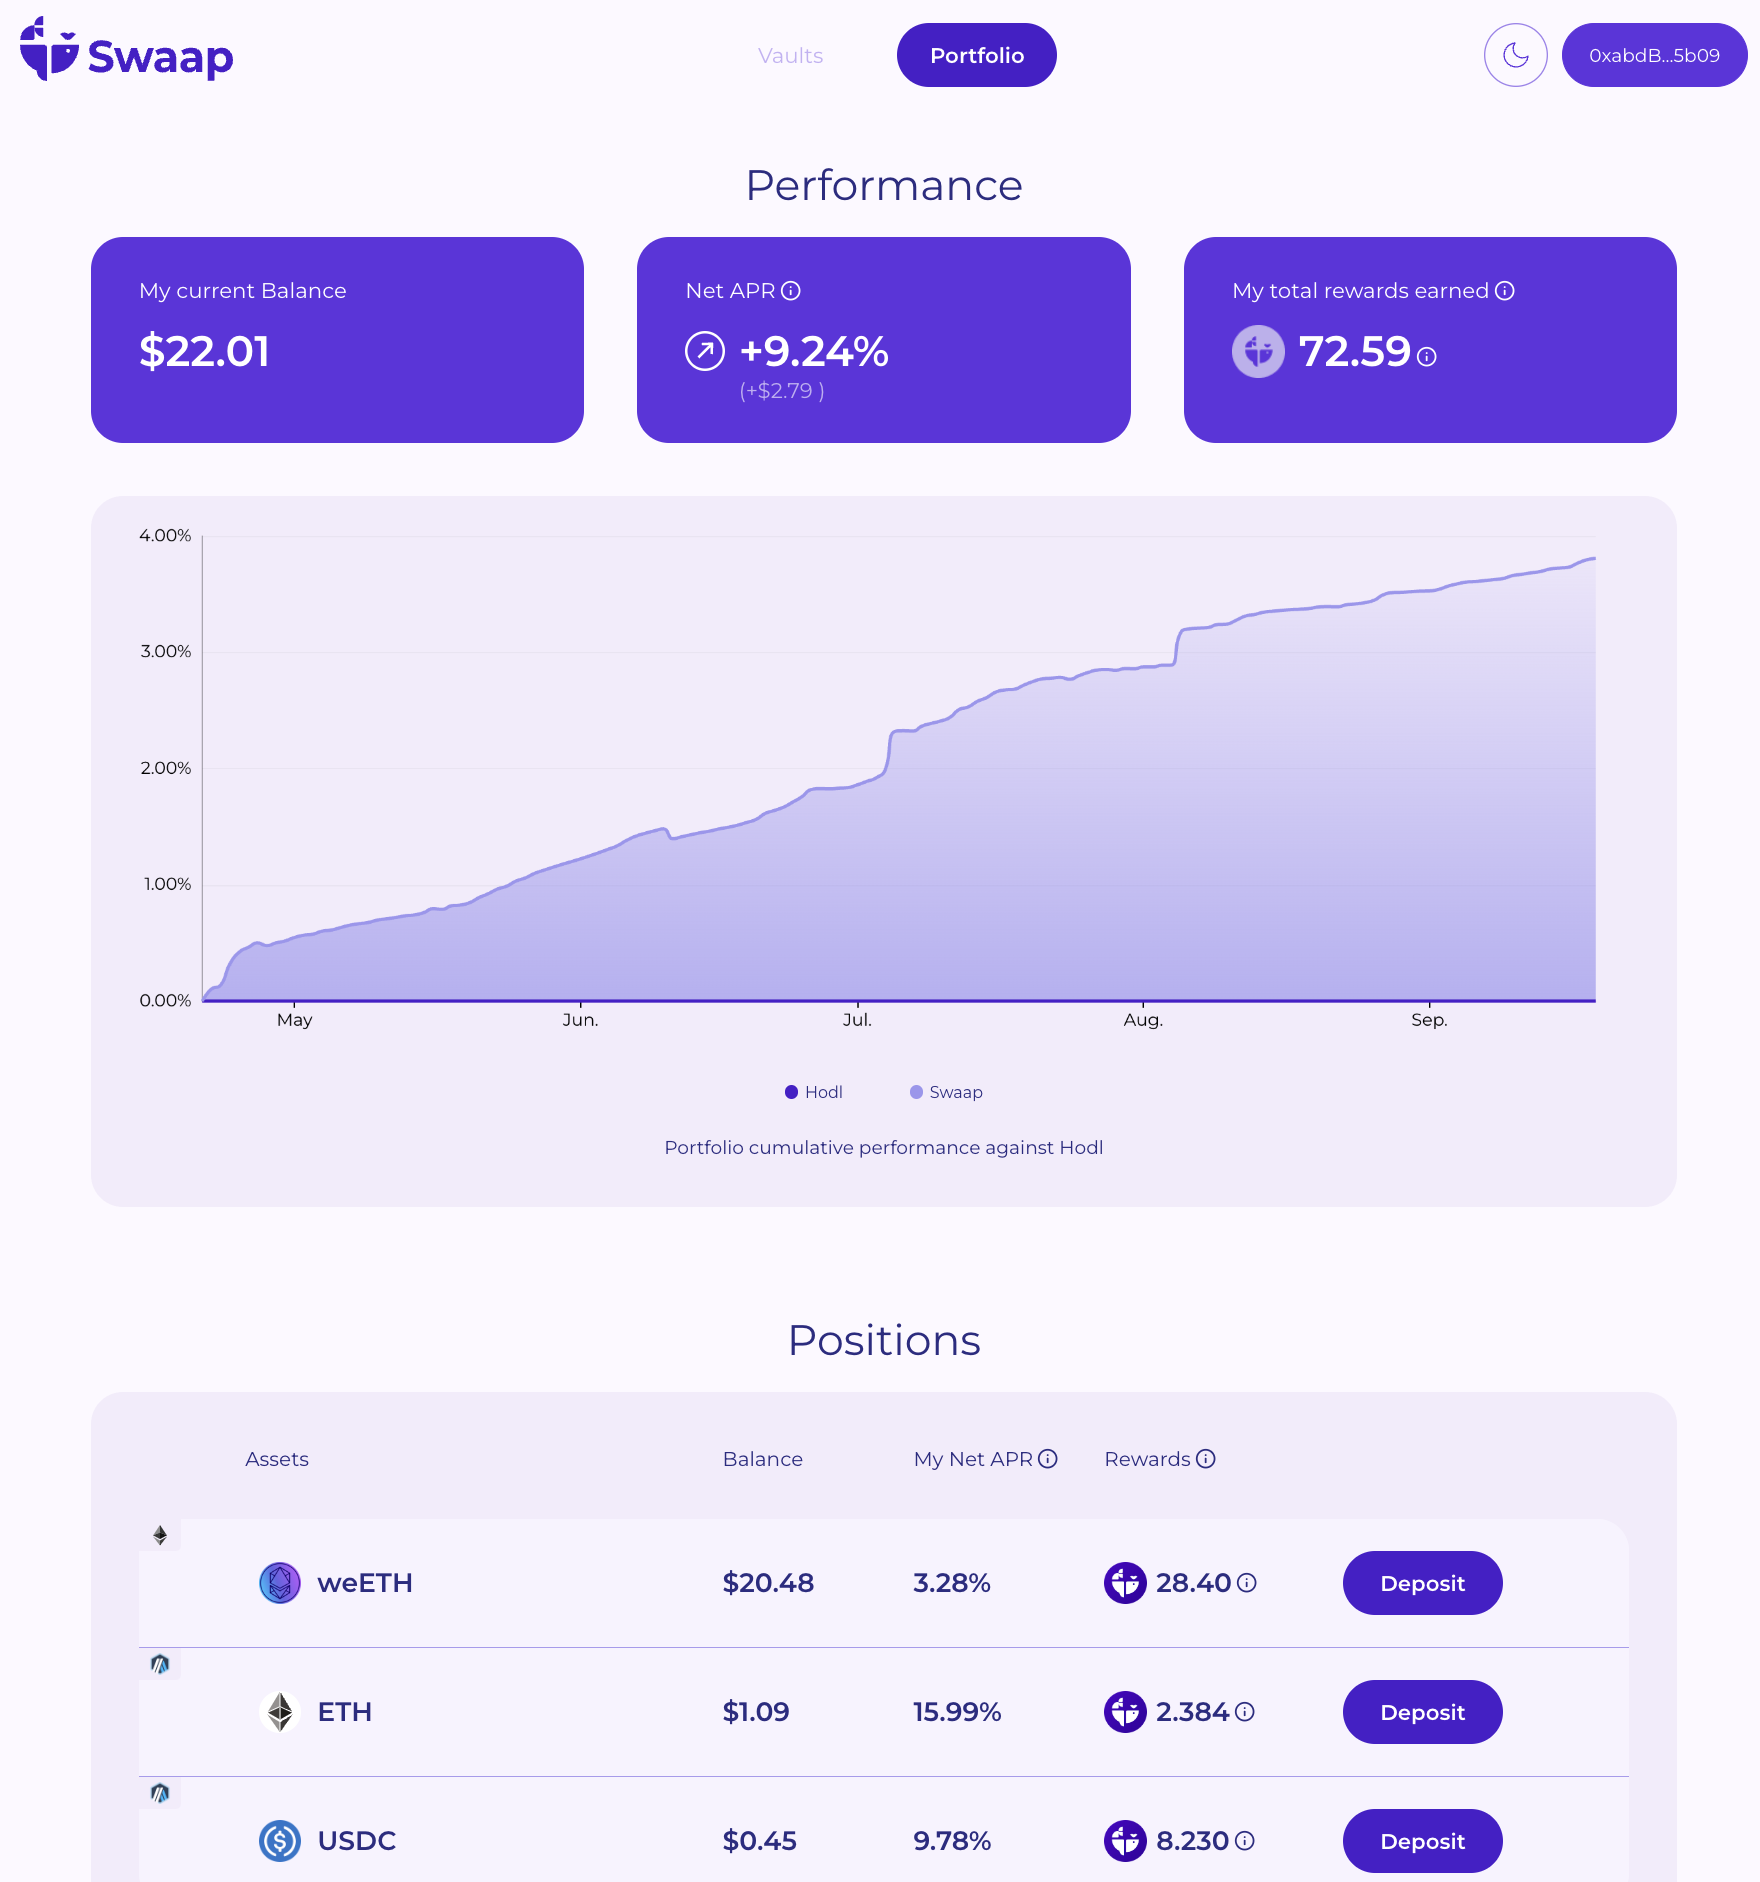 Swaap
Vaults
Portfolio
0xabdB...5b09
Performance
My current Balance
$22.01
Net APR
+9.24%
(+$2.79 )
My total rewards earned
72.59
4.00%
3.00%
2.00%
1.00%
0.00%
May Jun. Jul. Aug. Sep.
Hodl Swaap
Portfolio cumulative performance against Hodl
Positions
Assets Balance My Net APR Rewards
weETH $20.48 3.28% 28.40 Deposit
ETH $1.09 15.99% 2.384 Deposit
USDC $0.45 9.78% 8.230 Deposit